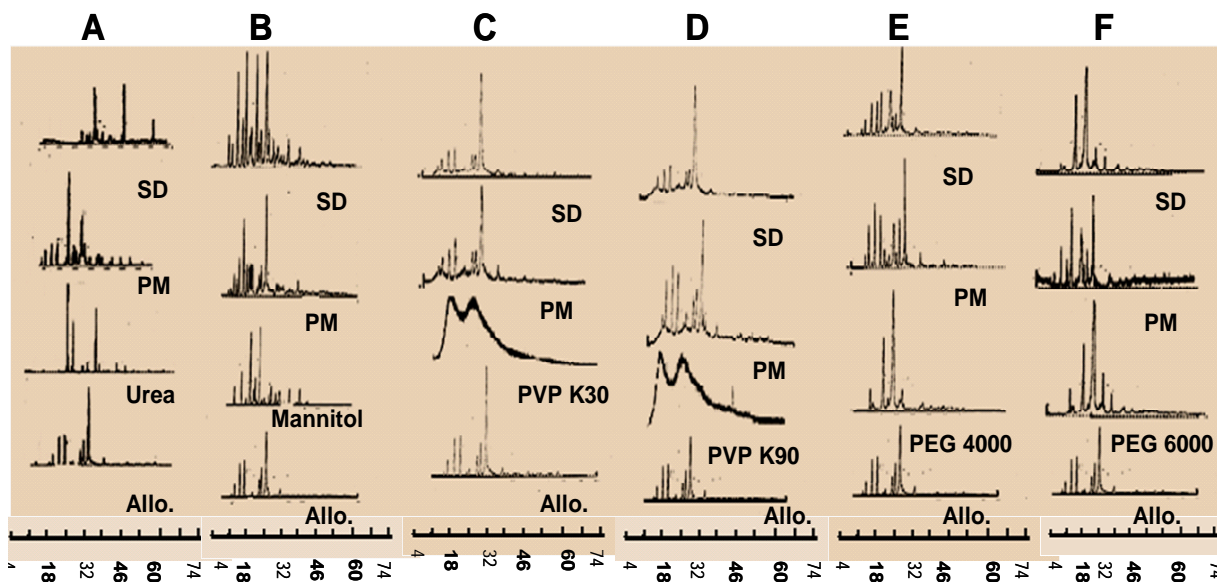 A
SD
PM
Urea
Allo.
4 18 32 46 60 74
B
SD
PM
Mannitol
Allo.
4 18 32 46 60 74
C
SD
PM
PVP K30
Allo.
4 18 32 46 60 74
D
SD
PM
PVP K90
Allo.
4 18 32 46 60 74
E
SD
PM
PEG 4000
Allo.
4 18 32 46 60 74
F
SD
PM
PEG 6000
Allo.
4 18 32 46 60 74